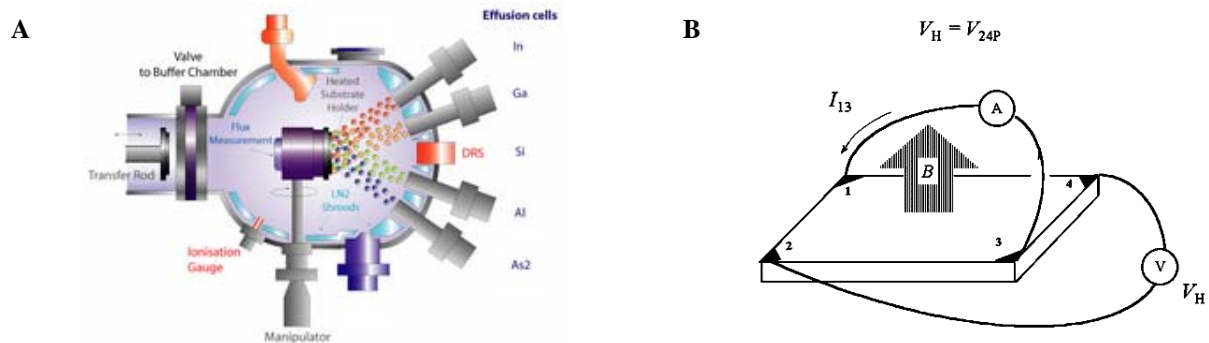 A
Effusion cells
In
Valve
to Buffer Chamber
Heated
Substrate
Holder
Ga
Flux
Measurement
Si
DRS
Transfer Rod
LN2
Shrouds
Al
Ionisation
Gauge
As2
Manipulator
B
V_H = V_24P
I_13
A
B
1
4
2
3
V
V_H